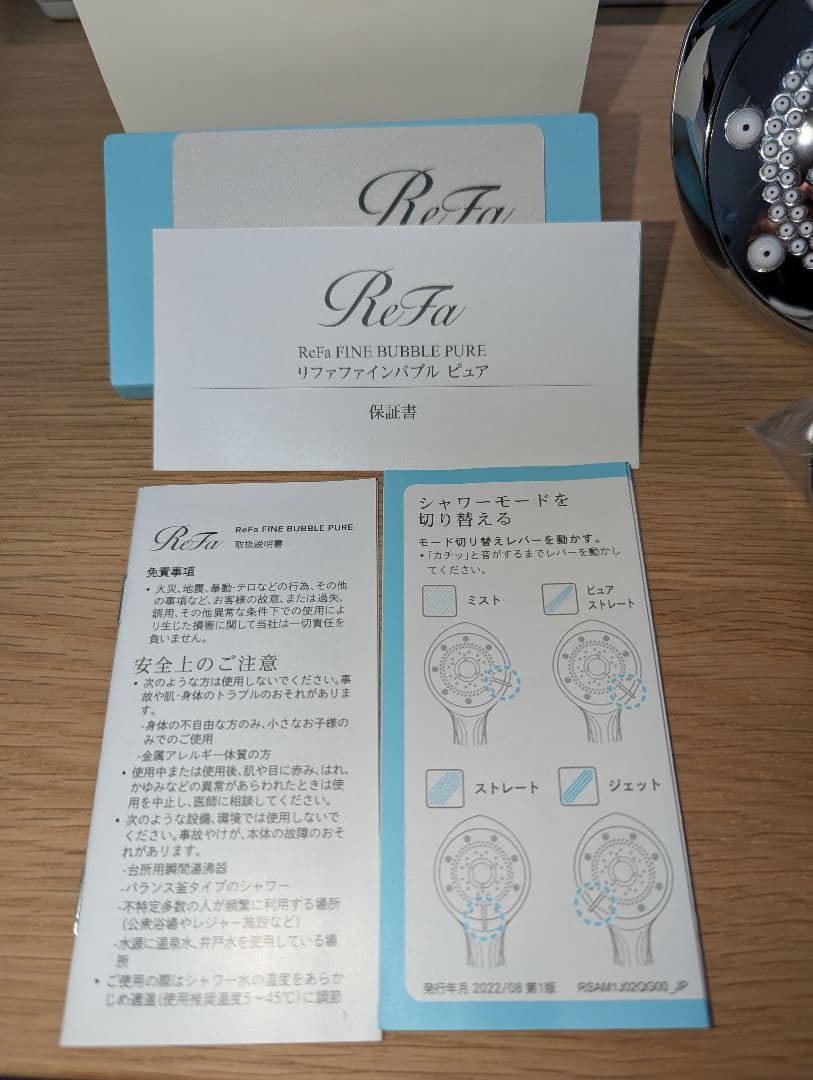 ReFa
ReFa
ReFa FINE BUBBLE PURE
リファファインバブル ピュア
保証書
ReFa
ReFa FINE BUBBLE PURE
取扱説明書
免責事項
• 火災、地震、暴動・テロなどの行為、その他
の事項など、お客様の故意、または過失、
誤用、その他異常な条件下での使用によ
り生じた損害に関して当社は一切責任を
負いません。
安全上のご注意
• 次のような方は使用しないでください。事
故や肌・身体のトラブルのおそれがありま
す。
-身体の不自由な方のみ、小さなお子様の
みでのご使用
-金属アレルギー体質の方
• 使用中または使用後、肌や目に赤み、はれ、
かゆみなどの異常があらわれたときは使
用を中止し、医師に相談してください。
• 次のような設備、環境では使用しないで
ください。事故やけが、本体の故障のおそ
れがあります。
-台所用瞬間湯沸器
-バランス釜タイプのシャワー
-不特定多数の人が頻繁に利用する場所
（公衆浴場やレジャー施設など）
-水源に温泉水、井戸水を使用している場
所
• ご使用の際はシャワー水の温度をあらか
じめ適温（使用推奨温度5～45℃）に調節
1
シャワーモードを
切り替える
モード切り替えレバーを動かす。
• 「カチッ」と音がするまでレバーを動かし
てください。
ミスト
ピュア
ストレート
ストレート
ジェット
発行年月 2022/08 第1版 RSAM1J02QG00_JP